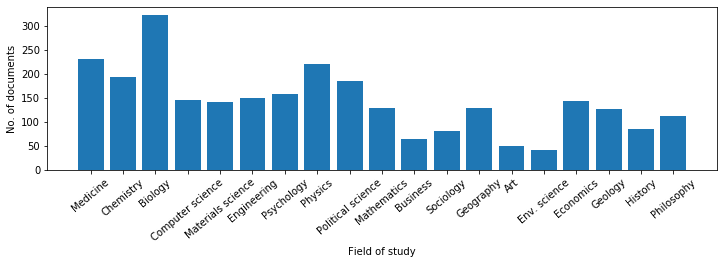 No. of documents
300
250
200
150
100
50
0
Medicine
Chemistry
Biology
Computer science
Materials science
Engineering
Psychology
Physics
Political science
Mathematics
Business
Sociology
Geography
Art
Env. science
Economics
Geology
History
Philosophy
Field of study